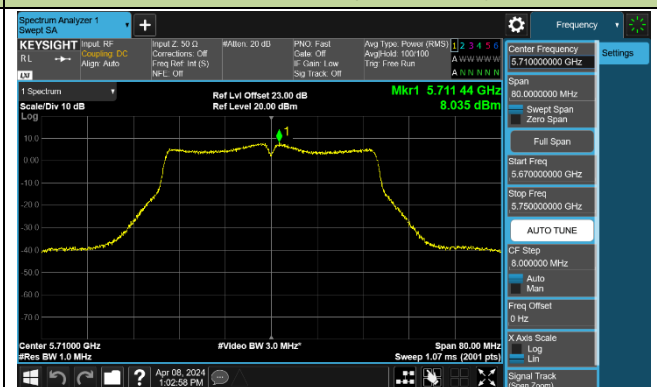 Spectrum Analyzer 1
Swept SA
+
Frequency
KEYSIGHT
Input: RF
Coupling: DC
Align: Auto
Input Z: 50 Ω
Corrections: Off
Freq Ref: Int (S)
NFE: Off
#Atten: 20 dB
PNO: Fast
Gate: Off
IF Gain: Low
Sig Track: Off
Avg Type: Power (RMS)
Avg|Hold: 100/100
Trig: Free Run
1 2 3 4 5 6
A W W W W W
A N N N N N
RL
LXI
1 Spectrum
Scale/Div 10 dB
Log
Ref Lvl Offset 23.00 dB
Ref Level 20.00 dBm
Mkr1 5.711 44 GHz
8.035 dBm
1
10.0
0.00
-10.0
-20.0
-30.0
-40.0
-50.0
-60.0
-70.0
Center 5.71000 GHz
#Res BW 1.0 MHz
#Video BW 3.0 MHz*
Span 80.00 MHz
Sweep 1.07 ms (2001 pts)
?
Apr 08, 2024
1:02:58 PM
Center Frequency
5.710000000 GHz
Settings
Span
80.0000000 MHz
Swept Span
Zero Span
Full Span
Start Freq
5.670000000 GHz
Stop Freq
5.750000000 GHz
AUTO TUNE
CF Step
8.000000 MHz
Auto
Man
Freq Offset
0 Hz
X Axis Scale
Log
Lin
Signal Track
(Span Zoom)